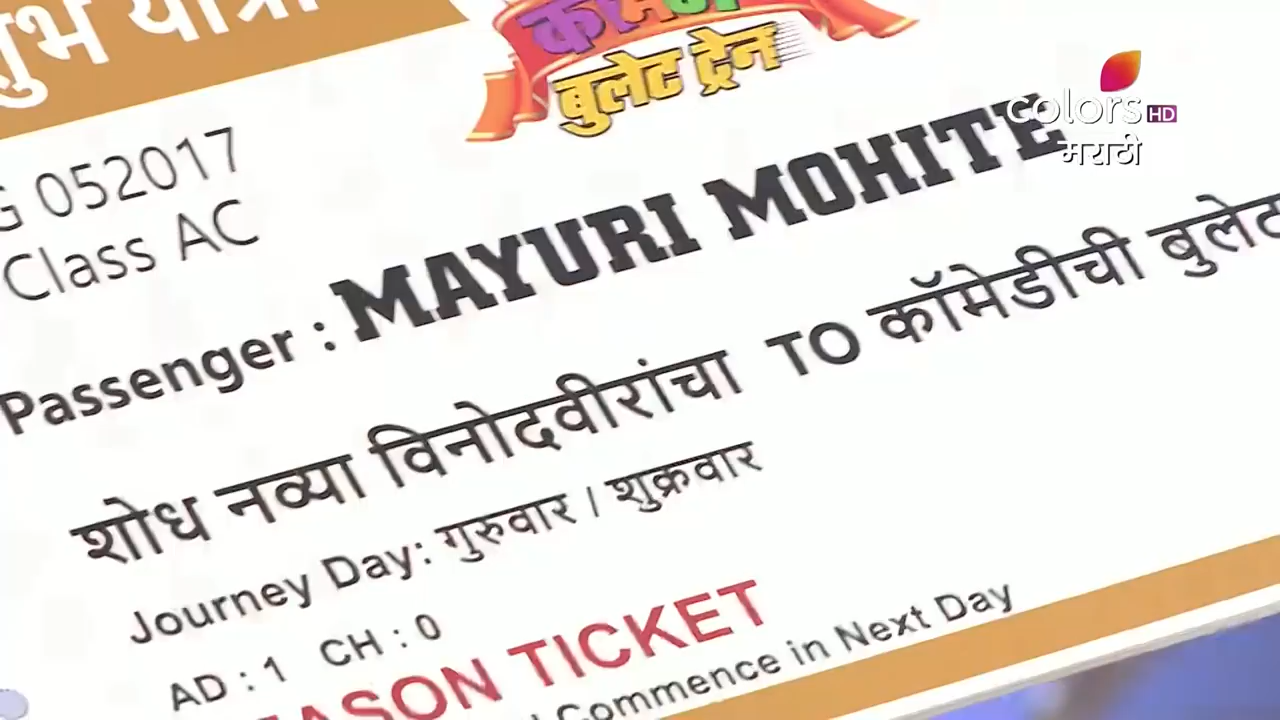 शुभ यात्रा
कॉमेडीची
बुलेट ट्रेन
colors HD
मराठी
G 052017
Class AC
Passenger : MAYURI MOHITE
शोध नव्या विनोदवीरांचा TO कॉमेडीची बुलेट
Journey Day: गुरुवार / शुक्रवार
AD : 1 CH : 0
SEASON TICKET
Commence in Next Day